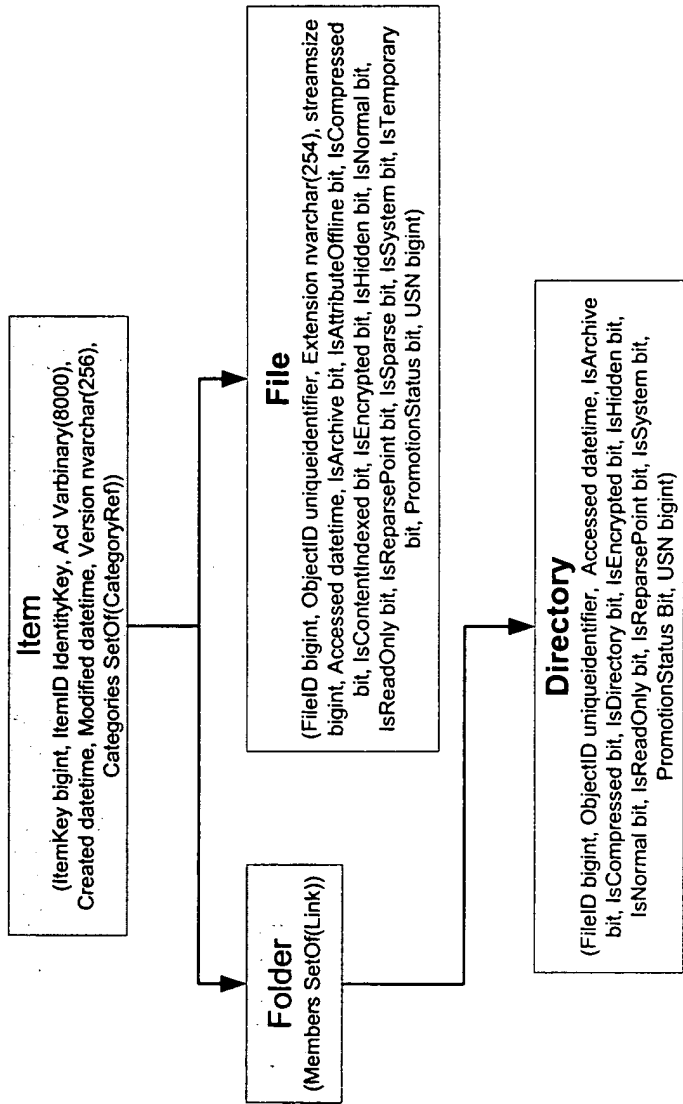 Item
(ItemKey bigint, ItemID IdentityKey, Acl Varbinary(8000),
Created datetime, Modified datetime, Version nvarchar(256),
Categories SetOf(CategoryRef))
Folder
(Members SetOf(Link))
File
(FileID bigint, ObjectID uniqueidentifier, Extension nvarchar(254), streamsize
bigint, Accessed datetime, IsArchive bit, IsAttributeOffline bit, IsCompressed
bit, IsContentIndexed bit, IsEncrypted bit, IsHidden bit, IsNormal bit,
IsReadOnly bit, IsReparsePoint bit, IsSparse bit, IsSystem bit, IsTemporary
bit, PromotionStatus bit, USN bigint)
Directory
(FileID bigint, ObjectID uniqueidentifier, Accessed datetime, IsArchive
bit, IsCompressed bit, IsDirectory bit, IsEncrypted bit, IsHidden bit,
IsNormal bit, IsReadOnly bit, IsReparsePoint bit, IsSystem bit,
PromotionStatus Bit, USN bigint)